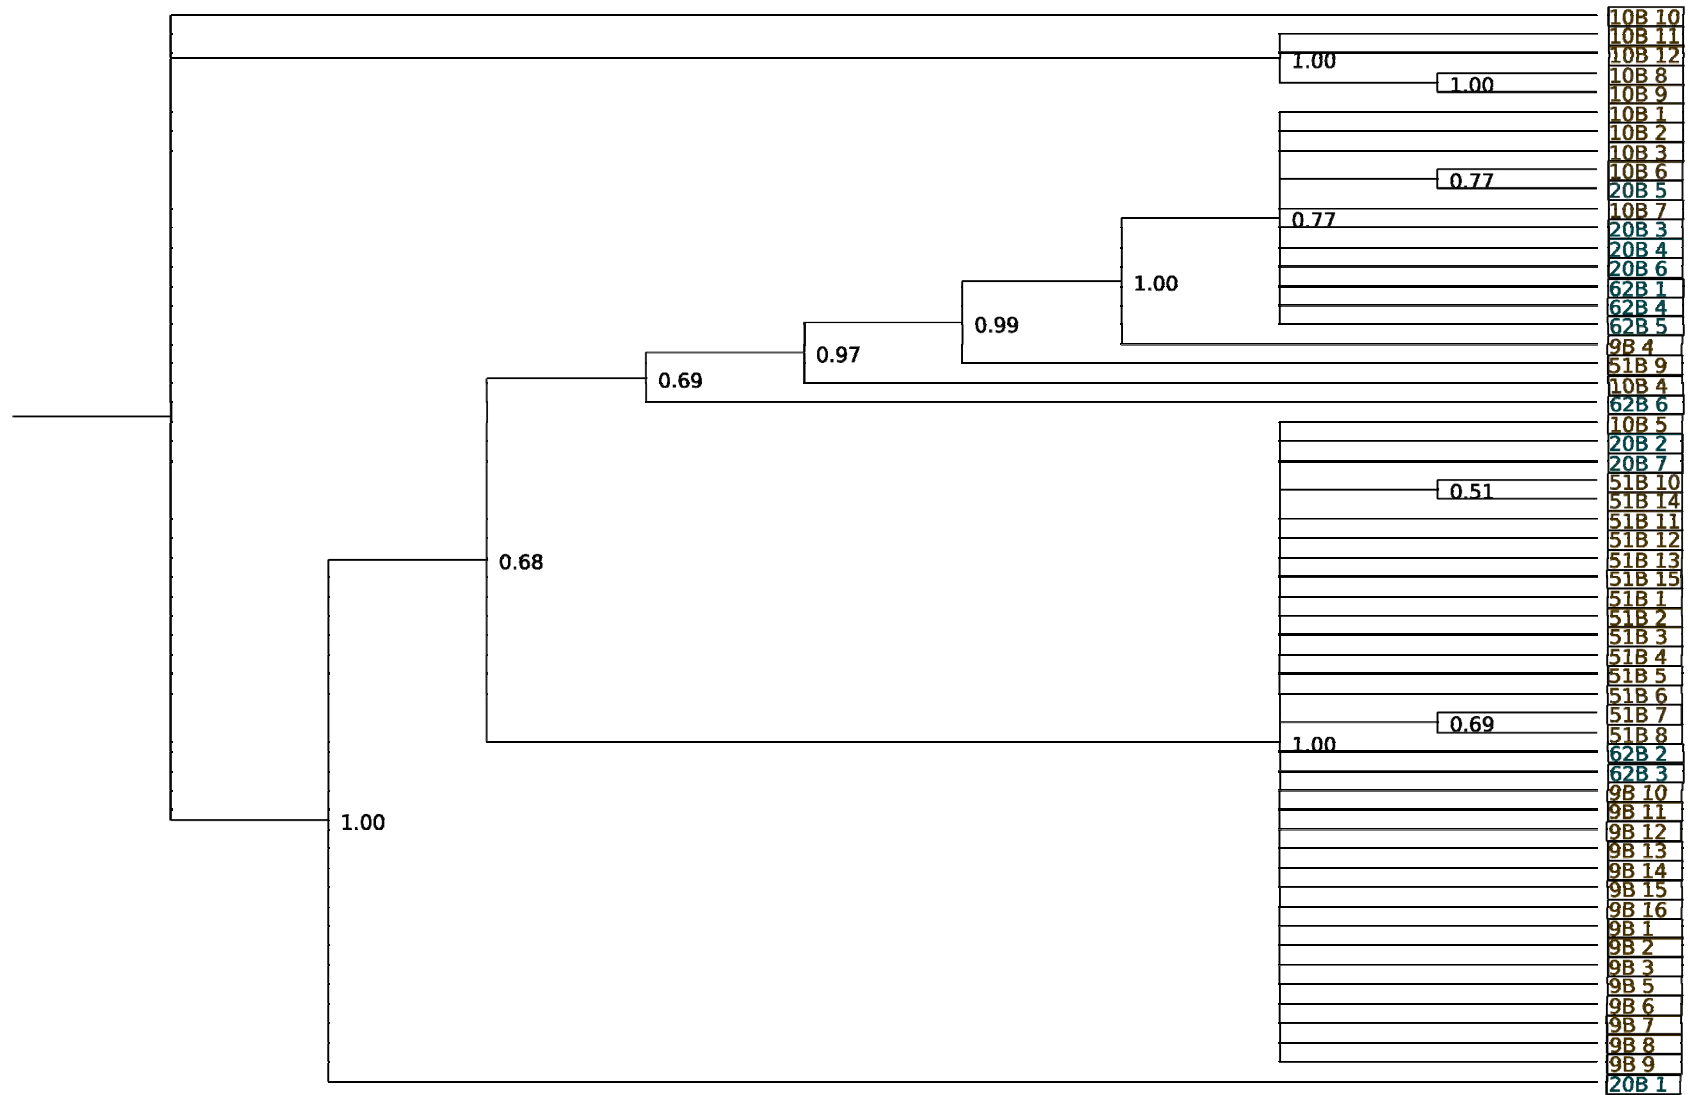 10B 10
10B 11
10B 12
1.00
10B 8
1.00
10B 9
10B 1
10B 2
10B 3
10B 6
0.77
20B 5
10B 7
0.77
20B 3
20B 4
20B 6
1.00
62B 1
62B 4
0.99
62B 5
9B 4
0.97
51B 9
0.69
10B 4
62B 6
10B 5
20B 2
20B 7
51B 10
0.51
51B 14
51B 11
51B 12
0.68
51B 13
51B 15
51B 1
51B 2
51B 3
51B 4
51B 5
51B 6
51B 7
0.69
51B 8
1.00
62B 2
62B 3
9B 10
9B 11
1.00
9B 12
9B 13
9B 14
9B 15
9B 16
9B 1
9B 2
9B 3
9B 5
9B 6
9B 7
9B 8
9B 9
20B 1